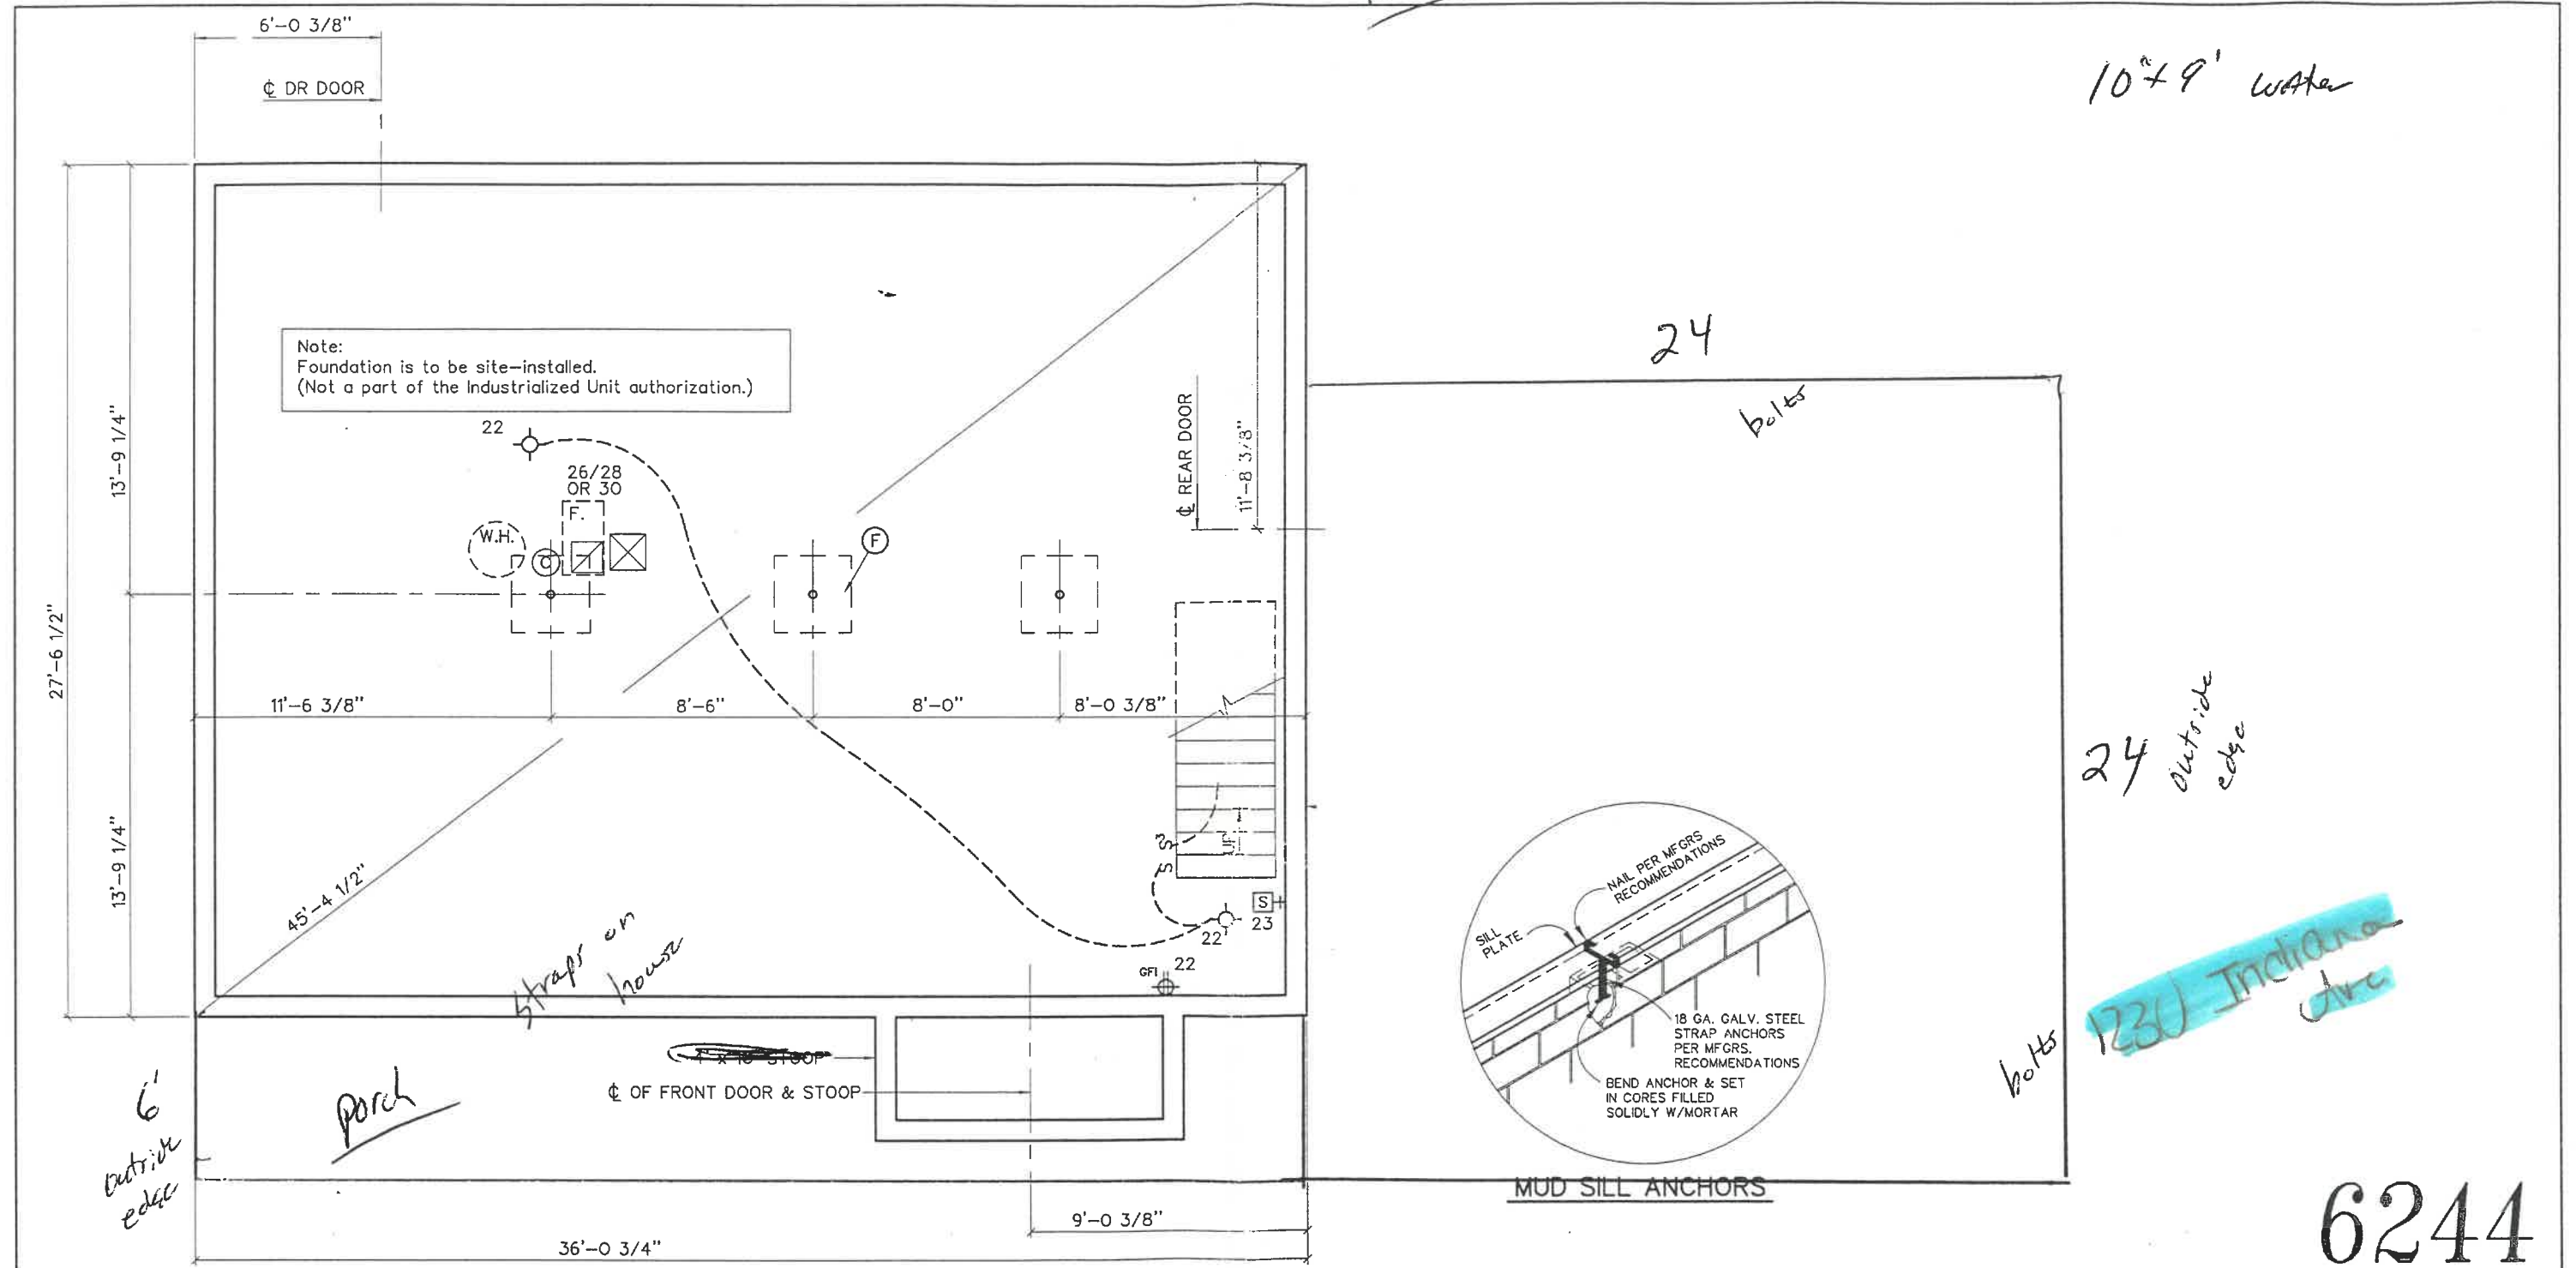 6'-0 3/8"
℄ DR DOOR
10"x9'
Note:
Foundation is to be site-installed.
(Not a part of the Industrialized Unit authorization.)
24
bolts
13'-9 1/4"
27'-6 1/2"
13'-9 1/4"
22
26/28
OR 30
F.
W.H.
C
F
℄ REAR DOOR
11'-8 3/8"
11'-6 3/8"
8'-6"
8'-0"
8'-0 3/8"
24
outside
edge
UP
S S3
S
23
22
GFI
22
45'-4 1/2"
straps on
house
NAIL PER MFGRS
RECOMMENDATIONS
SILL
PLATE
18 GA. GALV. STEEL
STRAP ANCHORS
PER MFGRS.
RECOMMENDATIONS
BEND ANCHOR & SET
IN CORES FILLED
SOLIDLY W/MORTAR
MUD SILL ANCHORS
1230 Indiana
Ave
bolts
STOOP
℄ OF FRONT DOOR & STOOP
porch
6'
outside
edge
9'-0 3/8"
36'-0 3/4"
6244